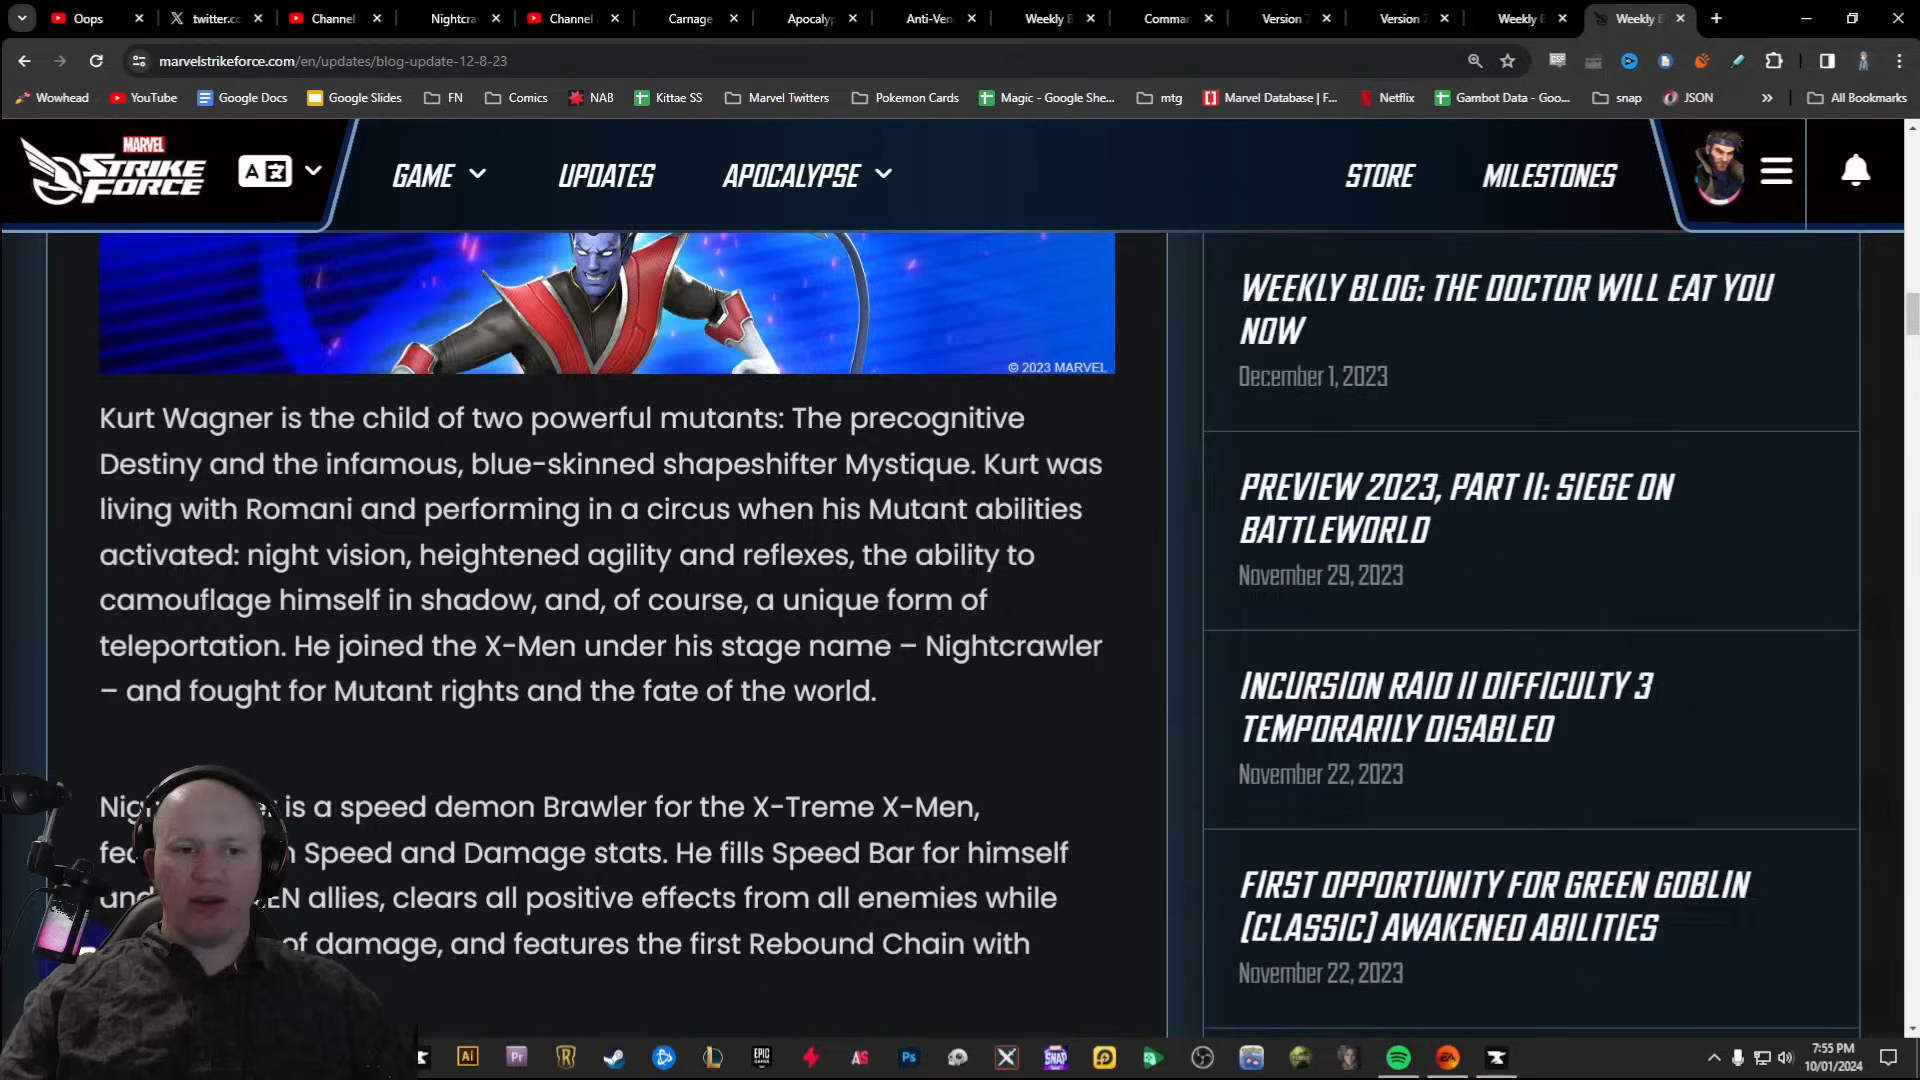 Oops
twitter.co
Channel
Nightcra
Channel
Carnage
Apocalyp
Anti-Ven
Weekly B
Comman
Version 7
Version 7
Weekly B
Weekly B
marvelstrikeforce.com/en/updates/blog-update-12-8-23
Wowhead
YouTube
Google Docs
Google Slides
FN
Comics
NAB
Kittae SS
Marvel Twitters
Pokemon Cards
Magic - Google She...
mtg
Marvel Database | F...
Netflix
Gambot Data - Goo...
snap
JSON
All Bookmarks
MARVEL
STRIKE
FORCE
GAME
UPDATES
APOCALYPSE
STORE
MILESTONES
© 2023 MARVEL
Kurt Wagner is the child of two powerful mutants: The precognitive
Destiny and the infamous, blue-skinned shapeshifter Mystique. Kurt was
living with Romani and performing in a circus when his Mutant abilities
activated: night vision, heightened agility and reflexes, the ability to
camouflage himself in shadow, and, of course, a unique form of
teleportation. He joined the X-Men under his stage name – Nightcrawler
– and fought for Mutant rights and the fate of the world.
is a speed demon Brawler for the X-Treme X-Men,
Speed and Damage stats. He fills Speed Bar for himself
allies, clears all positive effects from all enemies while
of damage, and features the first Rebound Chain with
WEEKLY BLOG: THE DOCTOR WILL EAT YOU
NOW
December 1, 2023
PREVIEW 2023, PART II: SIEGE ON
BATTLEWORLD
November 29, 2023
INCURSION RAID II DIFFICULTY 3
TEMPORARILY DISABLED
November 22, 2023
FIRST OPPORTUNITY FOR GREEN GOBLIN
(CLASSIC) AWAKENED ABILITIES
November 22, 2023
7:55 PM
10/01/2024